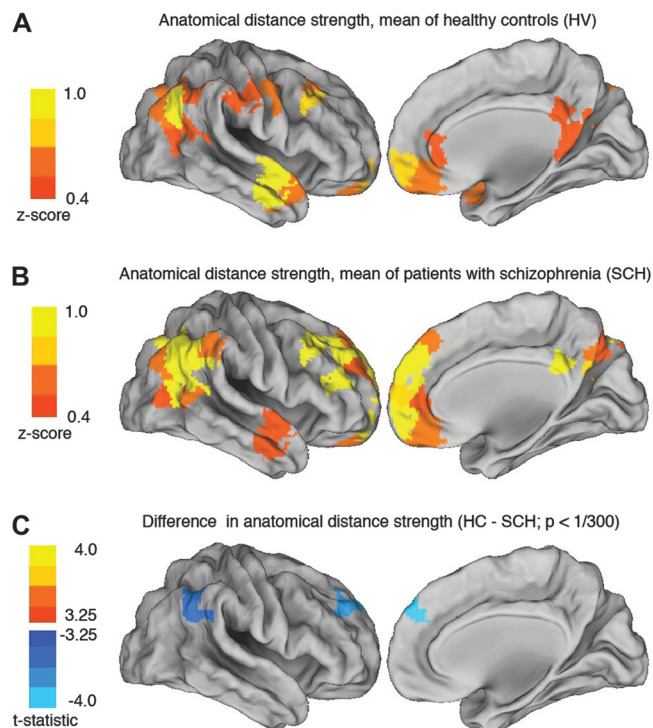 A
Anatomical distance strength, mean of healthy controls (HV)
1.0
0.4
z-score
B
Anatomical distance strength, mean of patients with schizophrenia (SCH)
1.0
0.4
z-score
C
Difference in anatomical distance strength (HC - SCH; p < 1/300)
4.0
3.25
-3.25
-4.0
t-statistic